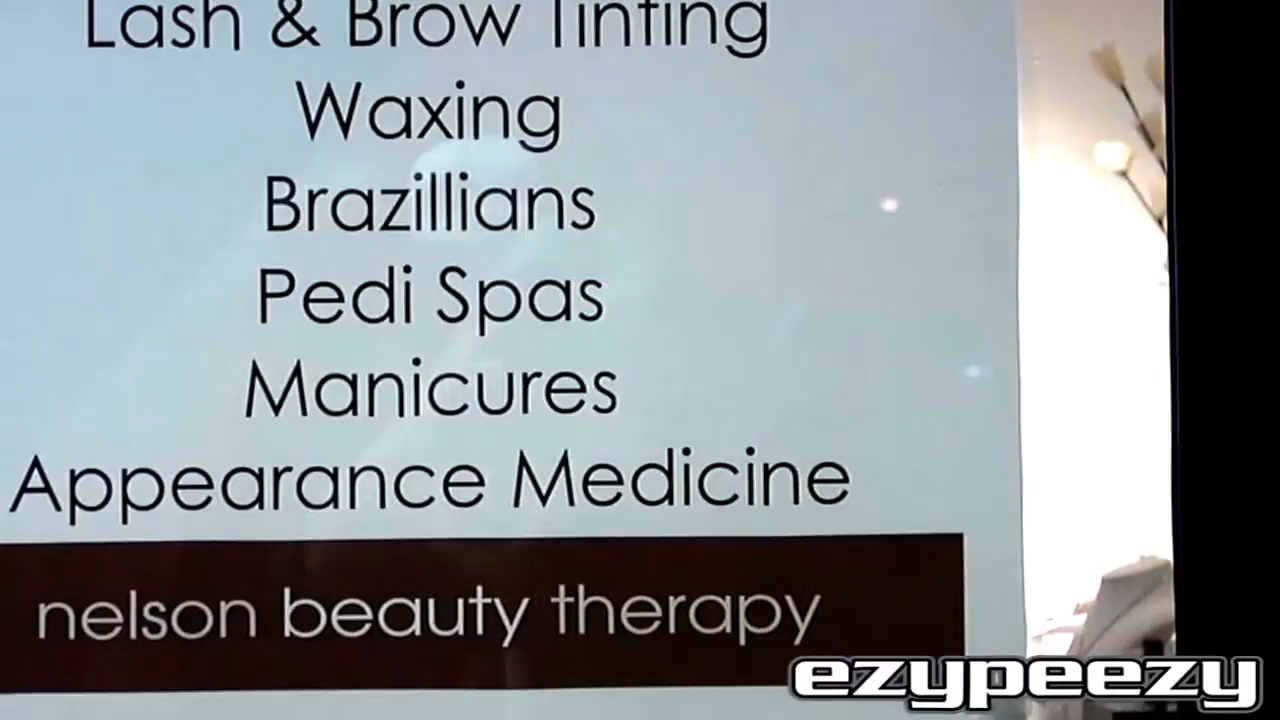 Lash & Brow Tinting
Waxing
Brazillians
Pedi Spas
Manicures
Appearance Medicine
nelson beauty therapy
ezypeezy